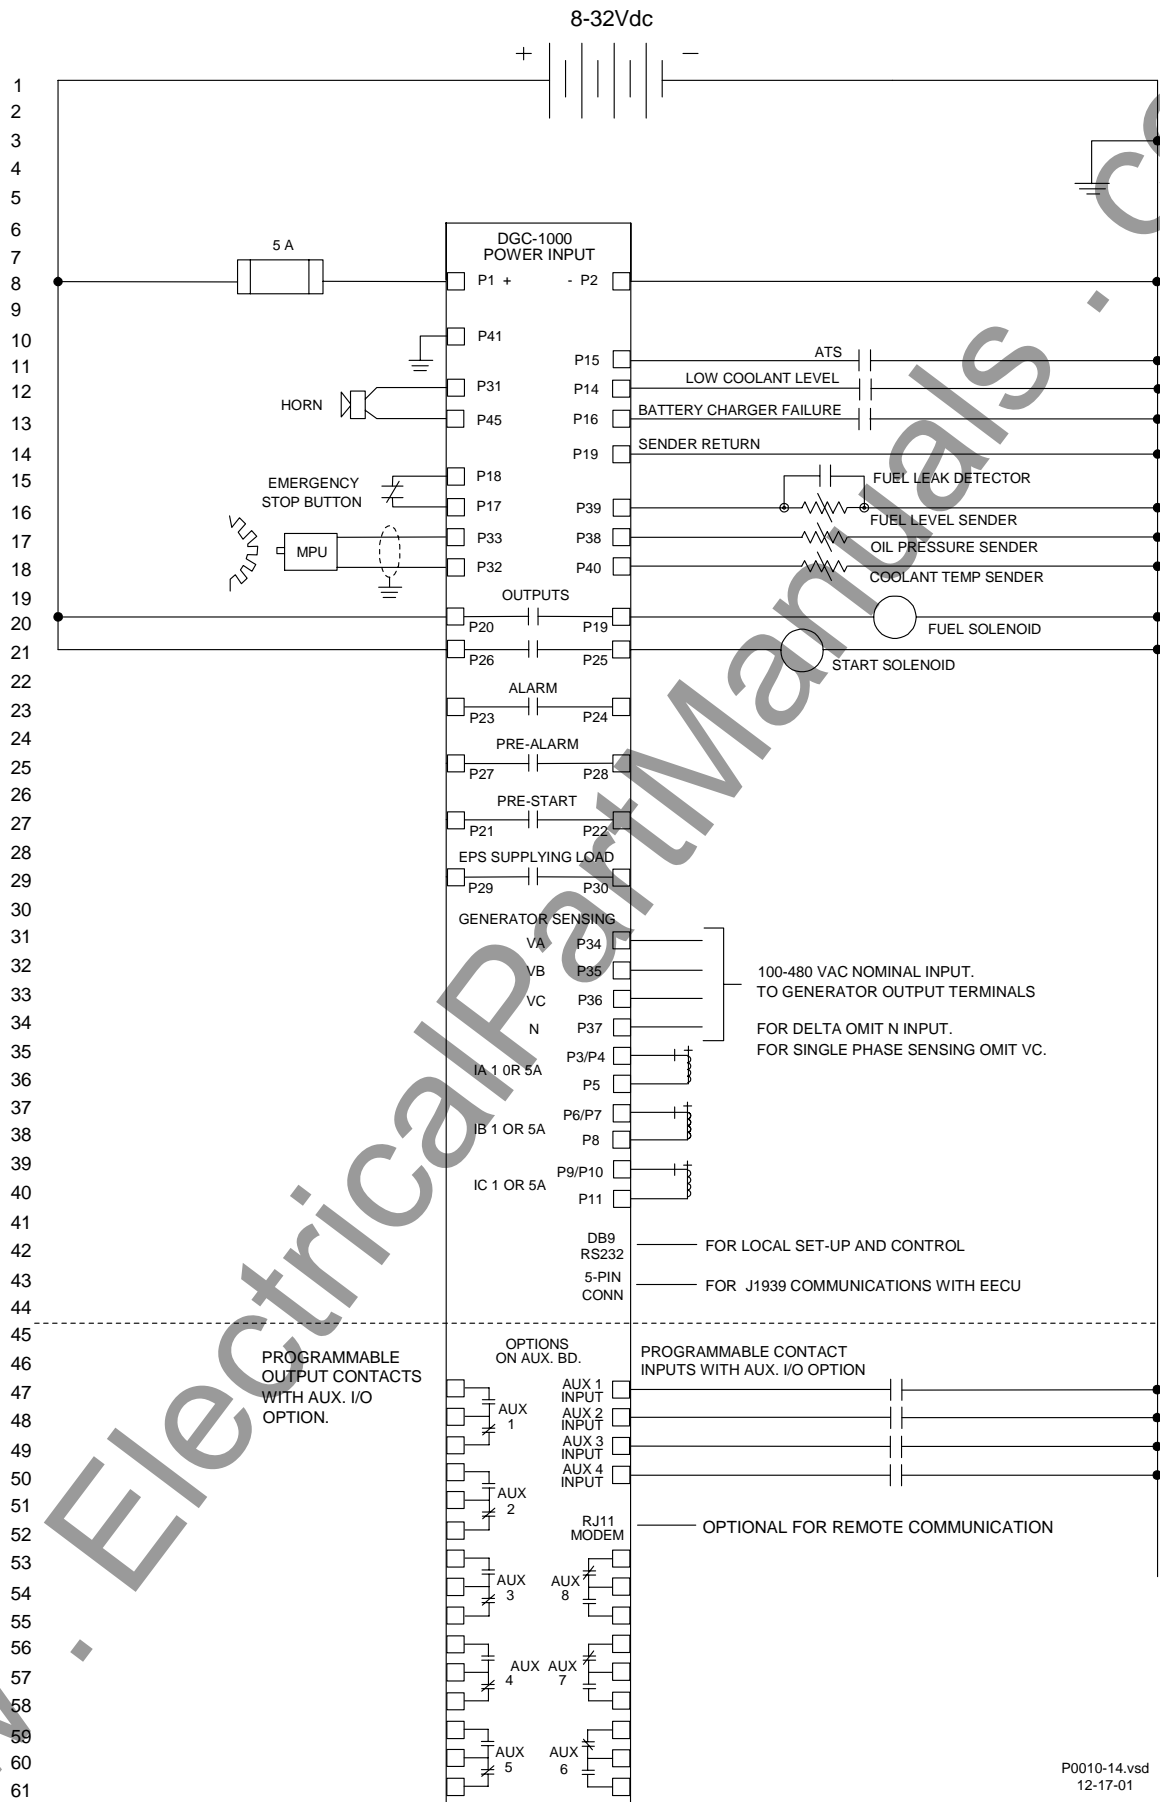 8-32Vdc
+ −
1
2
3
4
5
6
5 A DGC-1000
7 POWER INPUT
8 P1 + - P2
9
10 P41
11 P15 ATS
12 P31 P14 LOW COOLANT LEVEL
HORN
13 P45 P16 BATTERY CHARGER FAILURE
14 P19 SENDER RETURN
15 EMERGENCY P18 FUEL LEAK DETECTOR
16 STOP BUTTON P17 P39 FUEL LEVEL SENDER
17 MPU P33 P38 OIL PRESSURE SENDER
18 P32 P40 COOLANT TEMP SENDER
19 OUTPUTS
20 P20 P19 FUEL SOLENOID
21 P26 P25 START SOLENOID
22 ALARM
23 P23 P24
24 PRE-ALARM
25 P27 P28
26 PRE-START
27 P21 P22
28 EPS SUPPLYING LOAD
29 P29 P30
30 GENERATOR SENSING
31 VA P34
32 VB P35 100-480 VAC NOMINAL INPUT.
33 VC P36 TO GENERATOR OUTPUT TERMINALS
34 N P37 FOR DELTA OMIT N INPUT.
35 P3/P4 FOR SINGLE PHASE SENSING OMIT VC.
IA 1 0R 5A
36 P5
37 P6/P7
IB 1 OR 5A
38 P8
39 P9/P10
IC 1 OR 5A
40 P11
41
DB9
42 RS232 FOR LOCAL SET-UP AND CONTROL
43 5-PIN FOR J1939 COMMUNICATIONS WITH EECU
CONN
44
45
OPTIONS
ON AUX. BD.
46 PROGRAMMABLE
OUTPUT CONTACTS
WITH AUX. I/O
OPTION.
PROGRAMMABLE CONTACT
INPUTS WITH AUX. I/O OPTION
47 AUX 1
INPUT
48 AUX
1
AUX 2
INPUT
49 AUX 3
INPUT
50 AUX 4
INPUT
51 AUX
2
52 RJ11
MODEM OPTIONAL FOR REMOTE COMMUNICATION
53
54 AUX
3
AUX
8
55
56
57 AUX
4
AUX
7
58
59
60 AUX
5
AUX
6
61
P0010-14.vsd
12-17-01
. ElectricalPartManuals .